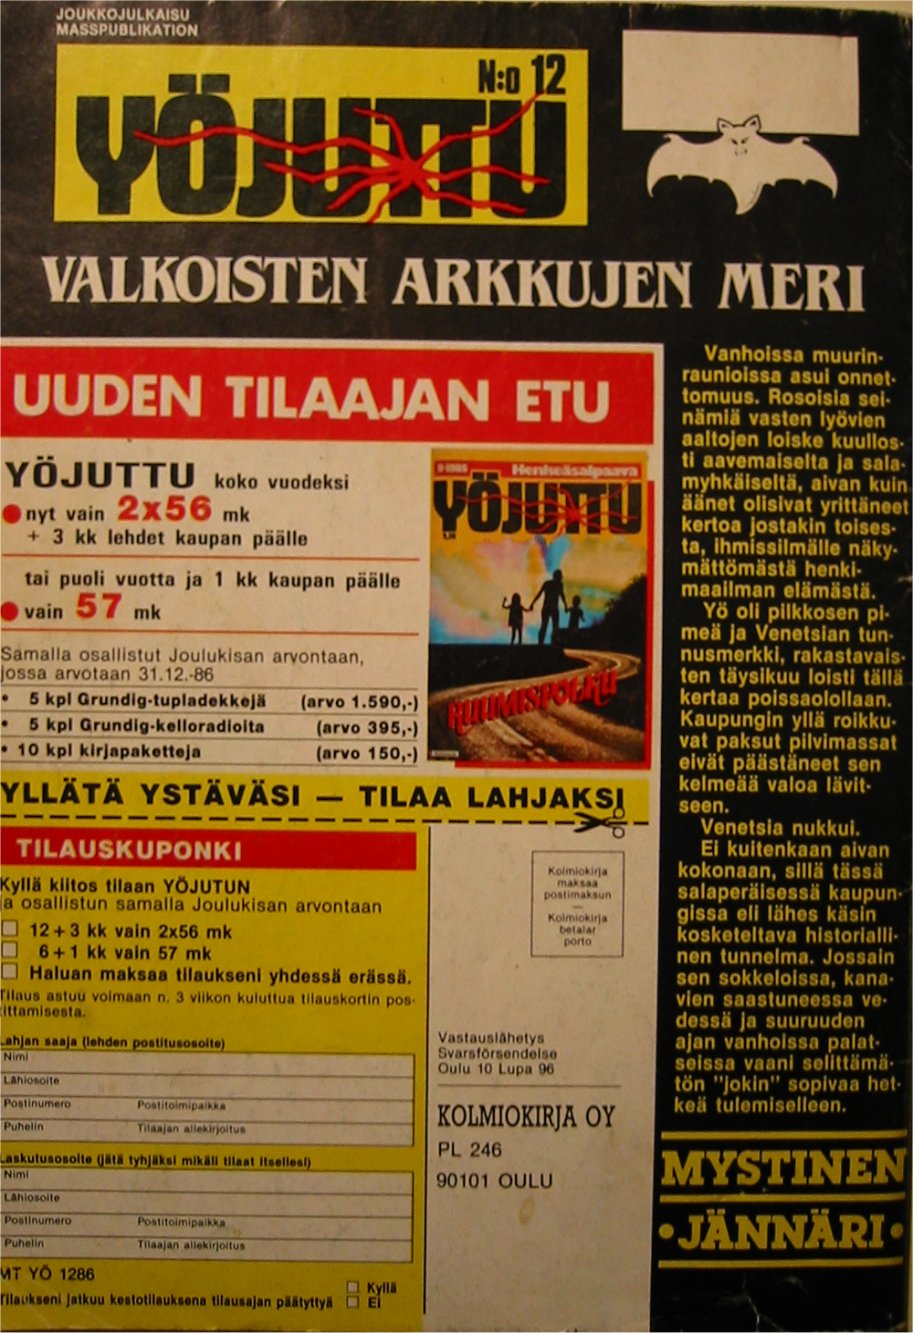 JOUKKOJULKAISU
MASSPUBLIKATION
N:o 12
YÖJUTTU
VALKOISTEN ARKKUJEN MERI
UUDEN TILAAJAN ETU
YÖJUTTU koko vuodeksi
nyt vain 2x56 mk
+ 3 kk lehdet kaupan päälle
tai puoli vuotta ja 1 kk kaupan päälle
vain 57 mk
Samalla osallistut Joulukisan arvontaan,
jossa arvotaan 31.12.-86
• 5 kpl Grundig-tupladekkejä (arvo 1.590,-)
• 5 kpl Grundig-kelloradioita (arvo 395,-)
• 10 kpl kirjapaketteja (arvo 150,-)
Henkeäsalpaava
YÖJUTTU
RUUMISPOLKU
YLLÄTÄ YSTÄVÄSI — TILAA LAHJAKSI
TILAUSKUPONKI
Kyllä kiitos tilaan YÖJUTUN
ja osallistun samalla Joulukisan arvontaan
12 + 3 kk vain 2x56 mk
6 + 1 kk vain 57 mk
Haluan maksaa tilaukseni yhdessä erässä.
Tilaus astuu voimaan n. 3 viikon kuluttua tilauskortin pos-
tittamisesta.
Lahjan saaja (lehden postitusosoite)
Nimi
Lähiosoite
Postinumero Postitoimipaikka
Puhelin Tilaajan allekirjoitus
Laskutusosoite (jätä tyhjäksi mikäli tilaat itsellesi)
Nimi
Lähiosoite
Postinumero Postitoimipaikka
Puhelin Tilaajan allekirjoitus
MT YÖ 1286
Tilaukseni jatkuu kestotilauksena tilausajan päätyttyä
Kyllä
Ei
Kolmiokirja
maksaa
postimaksun
—
Kolmiokirja
betalar
porto
Vastauslähetys
Svarsförsendelse
Oulu 10 Lupa 96
KOLMIOKIRJA OY
PL 246
90101 OULU
Vanhoissa muurin-
raunioissa asui onnet-
tomuus. Rosoisia sei-
nämiä vasten lyövien
aaltojen loiske kuullos-
ti aavemaiselta ja sala-
myhkäiseltä, aivan kuin
äänet olisivat yrittäneet
kertoa jostakin toises-
ta, ihmissilmälle näky-
mättömästä henki-
maailman elämästä.
Yö oli pilkkosen pi-
meä ja Venetsian tun-
nusmerkki, rakastavais-
ten täysikuu loisti tällä
kertaa poissaolollaan.
Kaupungin yllä roikku-
vat paksut pilvimassat
eivät päästäneet sen
kelmeää valoa lävit-
seen.
Venetsia nukkui.
Ei kuitenkaan aivan
kokonaan, sillä tässä
salaperäisessä kaupun-
gissa eli lähes käsin
kosketeltava historialli-
nen tunnelma. Jossain
sen sokkeloissa, kana-
vien saastuneessa ve-
dessä ja suuruuden
ajan vanhoissa palat-
seissa vaani selittämä-
tön "jokin" sopivaa het-
keä tulemiselleen.
MYSTINEN
•JÄNNÄRI•